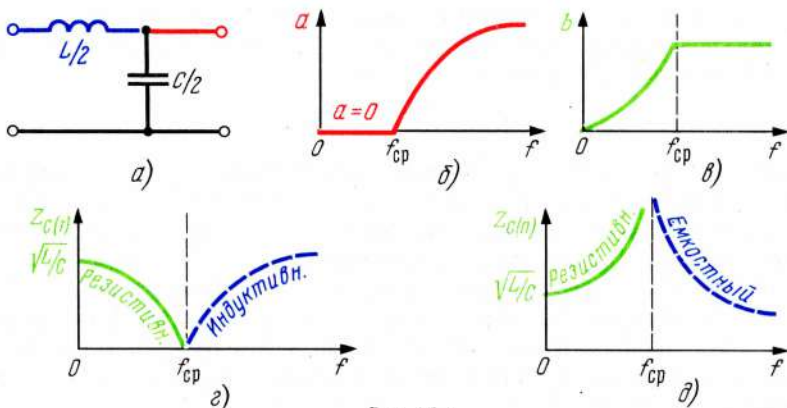 L/2
C/2
а)
a
a=0
0
fср
f
б)
b
0
fср
f
в)
Zc(т)
√L/C
Резистивн.
Индуктивн.
0
fср
f
г)
Zc(п)
√L/C
Резистивн.
Емкостный
0
fср
f
д)